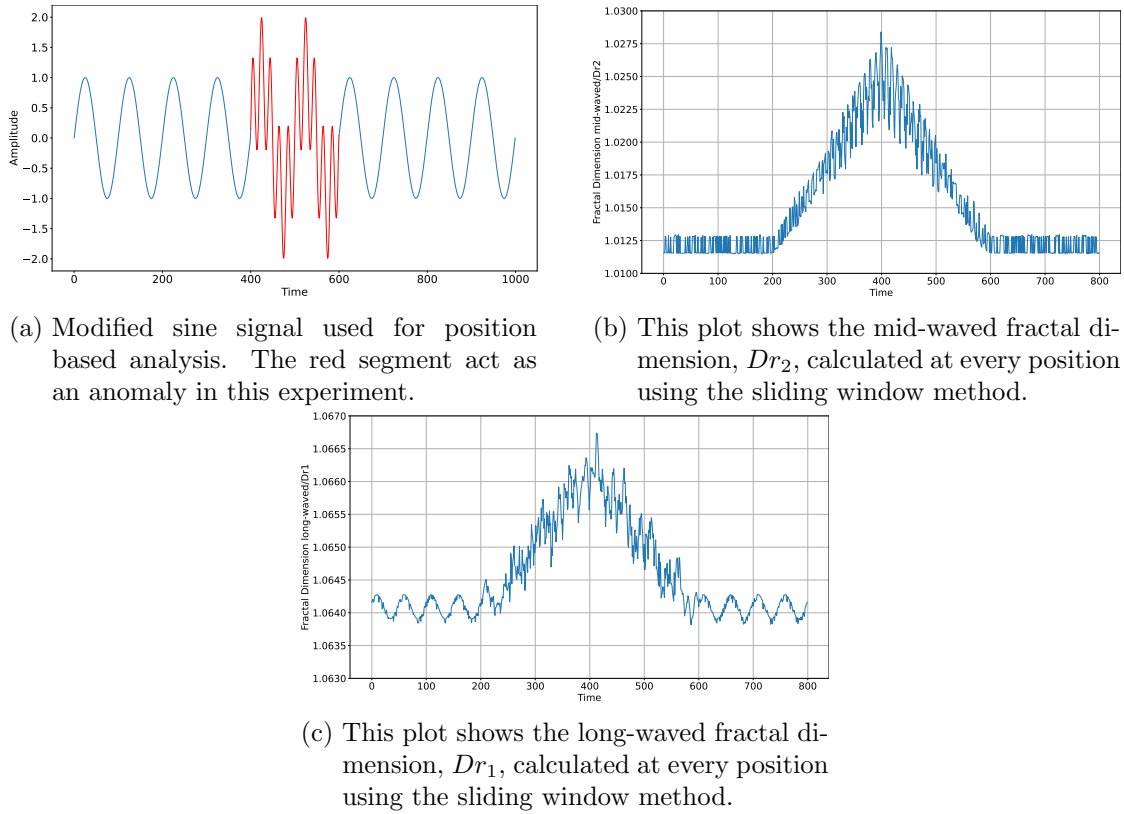 2.0
1.5
1.0
0.5
0.0
−0.5
−1.0
−1.5
−2.0
Amplitude
0 200 400 600 800 1000
Time
(a) Modified sine signal used for position
based analysis. The red segment act as
an anomaly in this experiment.
1.0275
1.0250
1.0225
1.0200
1.0175
1.0150
1.0125
1.0100
Fractal Dimension mid-waved/Dr2
0 100 200 300 400 500 600 700 800
Time
(b) This plot shows the mid-waved fractal di-
mension, Dr₂, calculated at every position
using the sliding window method.
1.0670
1.0665
1.0660
1.0655
1.0650
1.0645
1.0640
1.0635
1.0630
Fractal Dimension long-waved/Dr1
0 100 200 300 400 500 600 700 800
Time
(c) This plot shows the long-waved fractal di-
mension, Dr₁, calculated at every position
using the sliding window method.